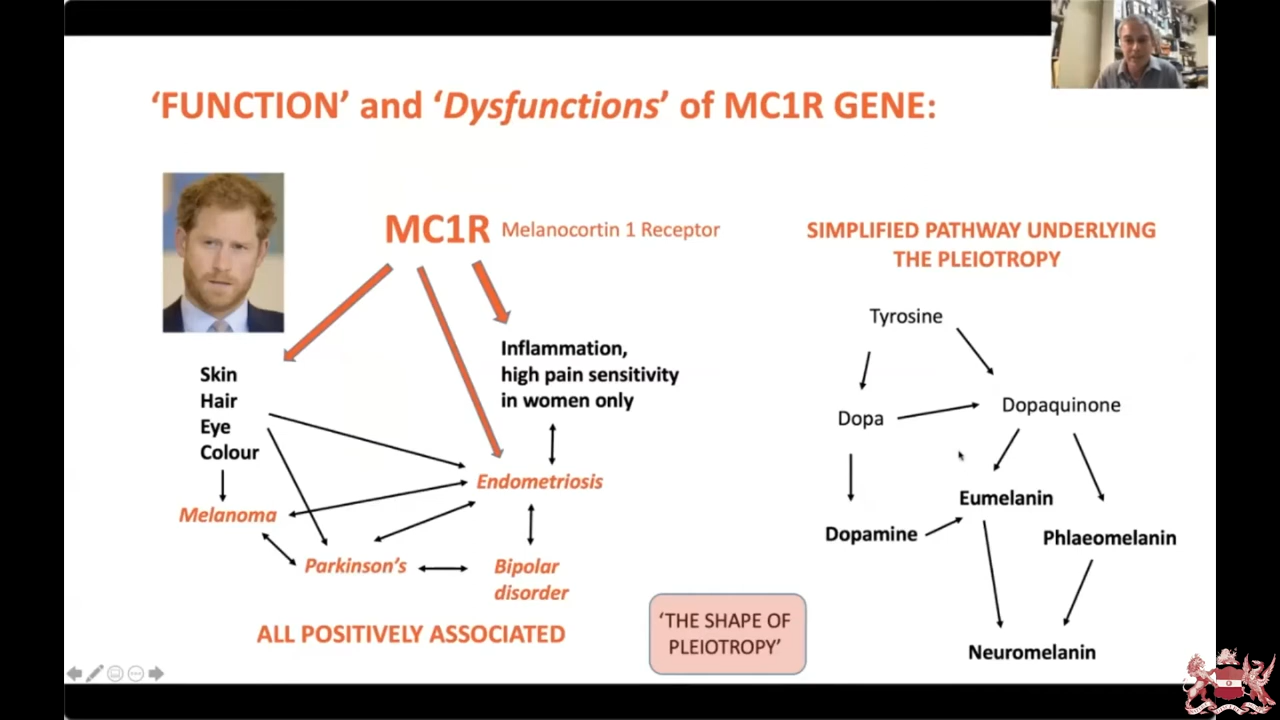 ‘FUNCTION’ and ‘Dysfunctions’ of MC1R GENE:
MC1R Melanocortin 1 Receptor
Inflammation,
high pain sensitivity
in women only
Skin
Hair
Eye
Colour
Endometriosis
Melanoma
Parkinson’s
Bipolar
disorder
ALL POSITIVELY ASSOCIATED
‘THE SHAPE OF
PLEIOTROPY’
SIMPLIFIED PATHWAY UNDERLYING
THE PLEIOTROPY
Tyrosine
Dopa
Dopaquinone
Eumelanin
Dopamine
Phlaeomelanin
Neuromelanin